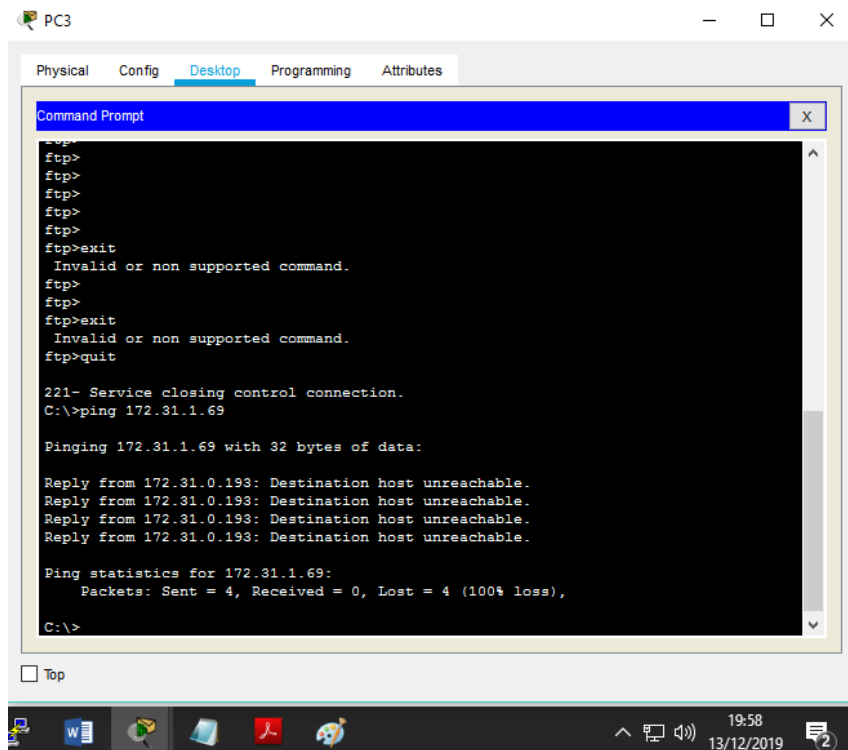 PC3
Physical Config Desktop Programming Attributes
Command Prompt
X
ftp>
ftp>
ftp>
ftp>
ftp>
ftp>exit
Invalid or non supported command.
ftp>
ftp>
ftp>exit
Invalid or non supported command.
ftp>quit
221- Service closing control connection.
C:\>ping 172.31.1.69
Pinging 172.31.1.69 with 32 bytes of data:
Reply from 172.31.0.193: Destination host unreachable.
Reply from 172.31.0.193: Destination host unreachable.
Reply from 172.31.0.193: Destination host unreachable.
Reply from 172.31.0.193: Destination host unreachable.
Ping statistics for 172.31.1.69:
Packets: Sent = 4, Received = 0, Lost = 4 (100% loss),
C:\>
Top
W
19:58
13/12/2019
2